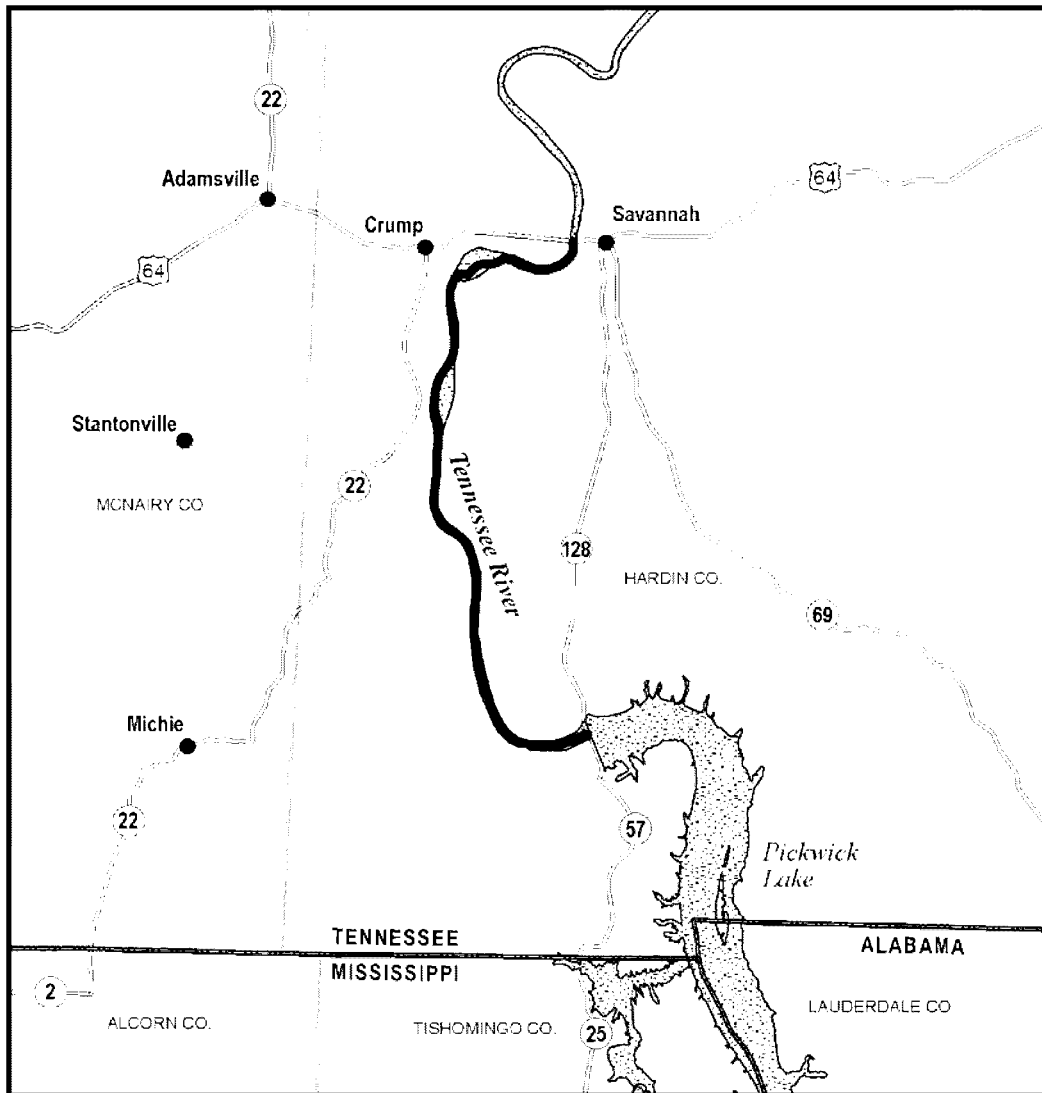 22
64
Adamsville
Crump
Savannah
64
Stantonville
MCNAIRY CO
22
Tennessee River
128
HARDIN CO.
69
Michie
22
57
Pickwick
Lake
TENNESSEE
ALABAMA
MISSISSIPPI
2
ALCORN CO.
TISHOMINGO CO.
25
LAUDERDALE CO